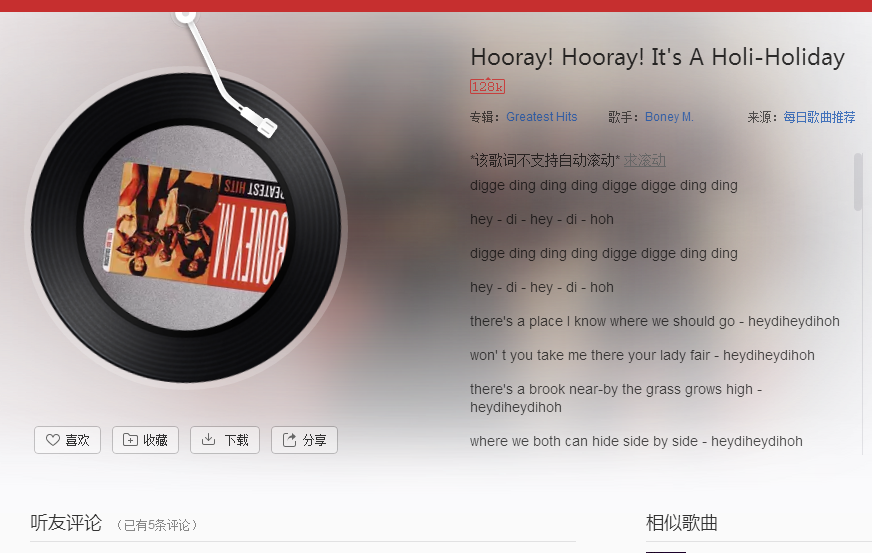 Hooray! Hooray! It's A Holi-Holiday
128k
专辑：Greatest Hits 歌手：Boney M. 来源：每日歌曲推荐
*该歌词不支持自动滚动* 求滚动
digge ding ding ding digge digge ding ding
hey - di - hey - di - hoh
digge ding ding ding digge digge ding ding
hey - di - hey - di - hoh
there's a place I know where we should go - heydiheydihoh
won' t you take me there your lady fair - heydiheydihoh
there's a brook near-by the grass grows high -
heydiheydihoh
where we both can hide side by side - heydiheydihoh
GREATEST HITS
BONEY M.
喜欢 收藏 下载 分享
听友评论 （已有5条评论）
相似歌曲